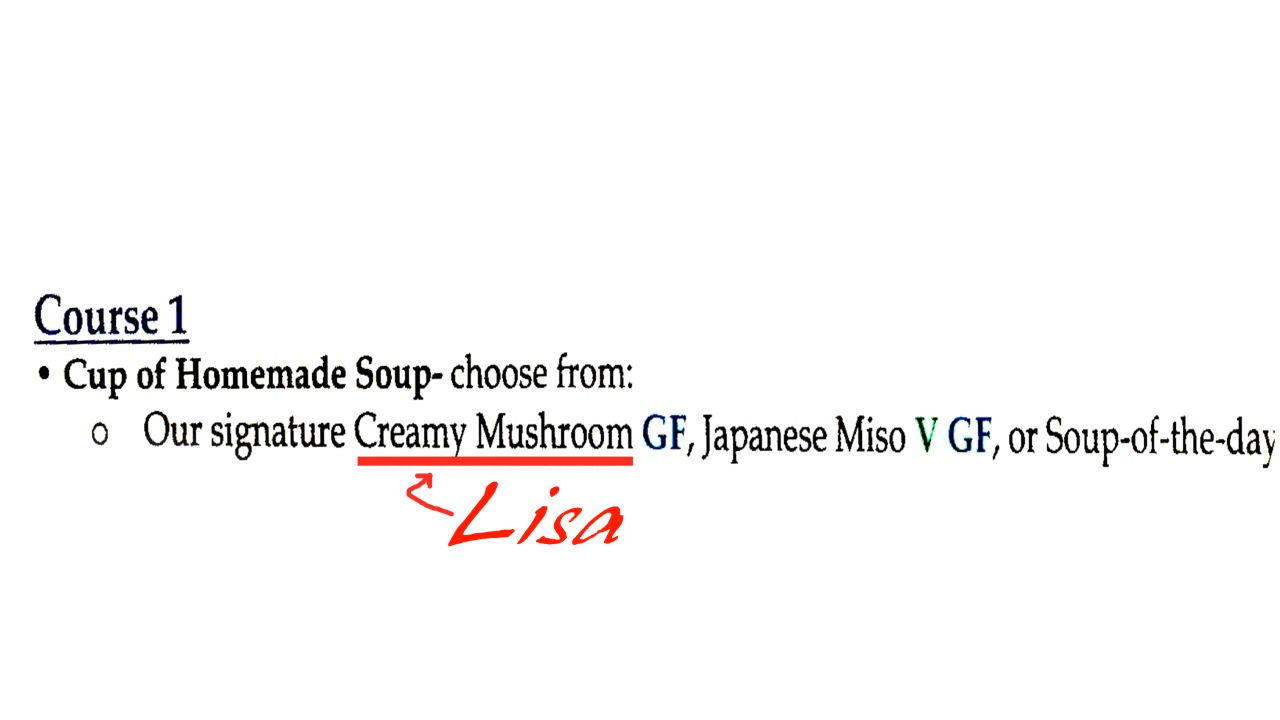 Course 1
• Cup of Homemade Soup- choose from:
o Our signature Creamy Mushroom GF, Japanese Miso V GF, or Soup-of-the-day
Lisa